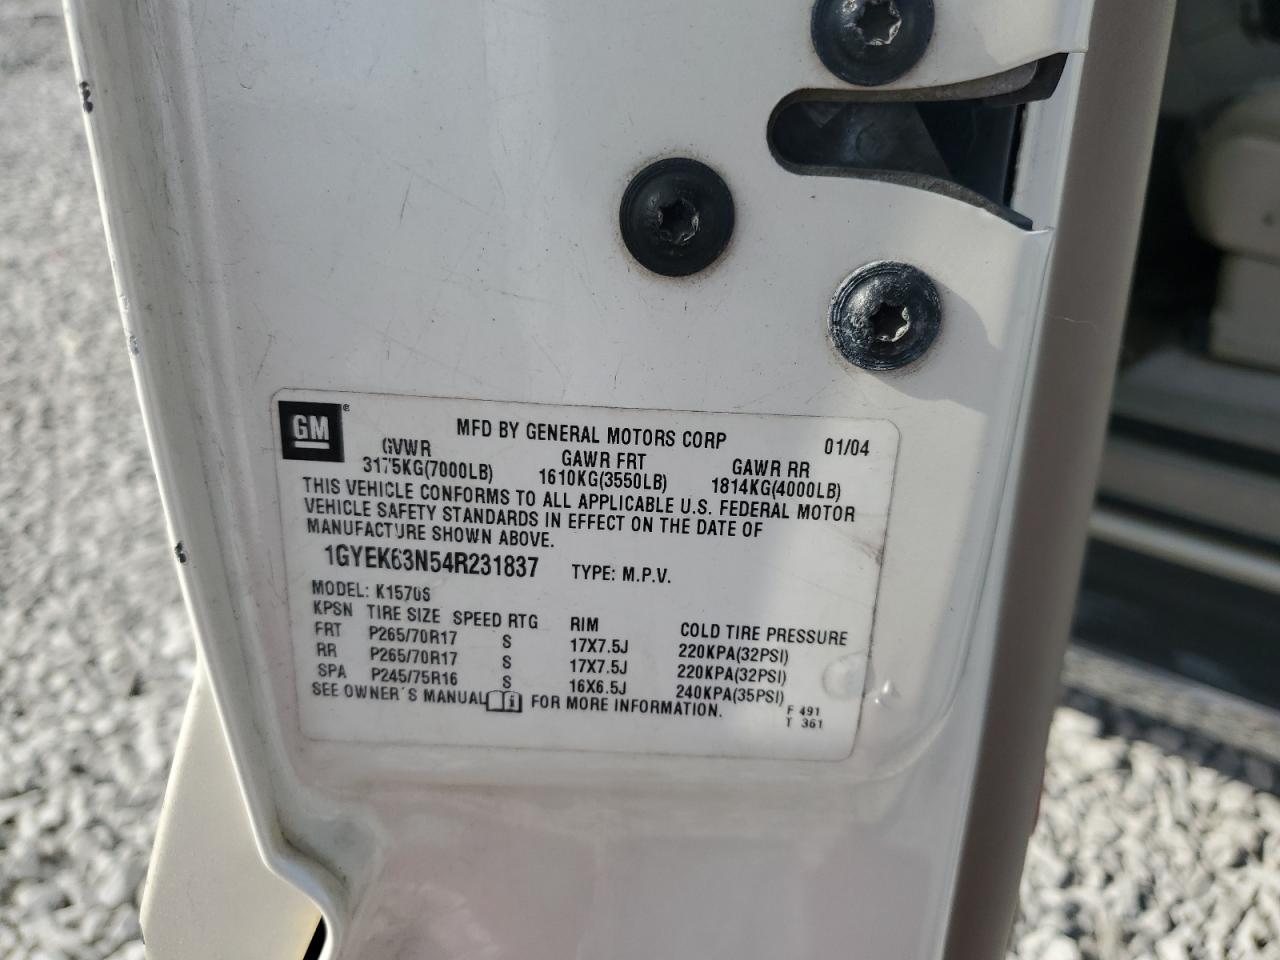 GM®
MFD BY GENERAL MOTORS CORP 01/04
GVWR GAWR FRT GAWR RR
3175KG(7000LB) 1610KG(3550LB) 1814KG(4000LB)
THIS VEHICLE CONFORMS TO ALL APPLICABLE U.S. FEDERAL MOTOR
VEHICLE SAFETY STANDARDS IN EFFECT ON THE DATE OF
MANUFACTURE SHOWN ABOVE.
1GYEK63N54R231837 TYPE: M.P.V.
MODEL: K15706
KPSN TIRE SIZE SPEED RTG RIM COLD TIRE PRESSURE
FRT P265/70R17 S 17X7.5J 220KPA(32PSI)
RR P265/70R17 S 17X7.5J 220KPA(32PSI)
SPA P245/75R16 S 16X6.5J 240KPA(35PSI)
SEE OWNER'S MANUAL i FOR MORE INFORMATION.
F 491
T 361